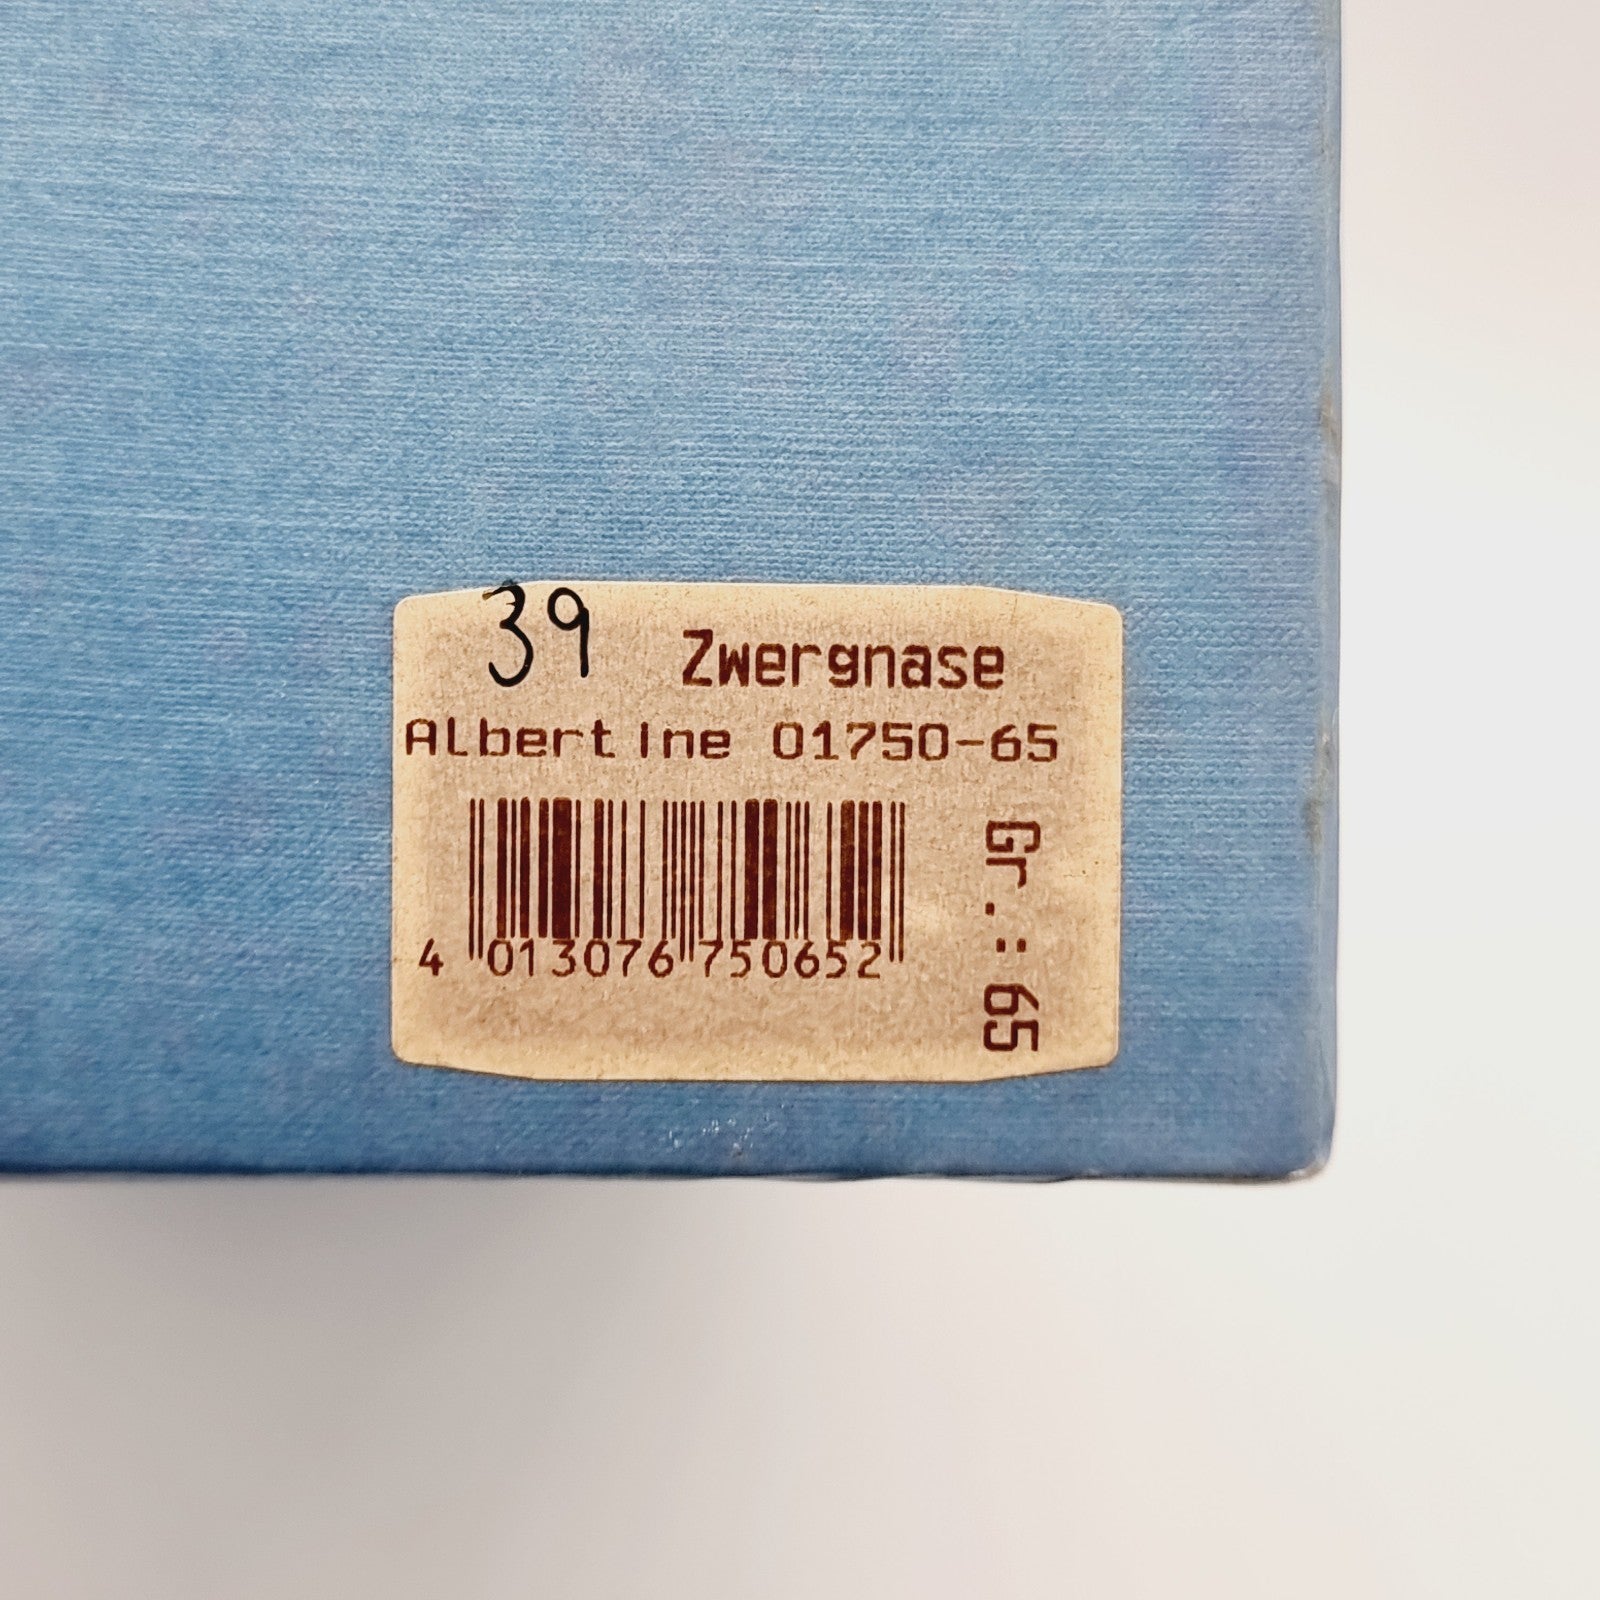 39
Zwergnase
Albertine 01750-65
Gr.: 65
4 013076 750652